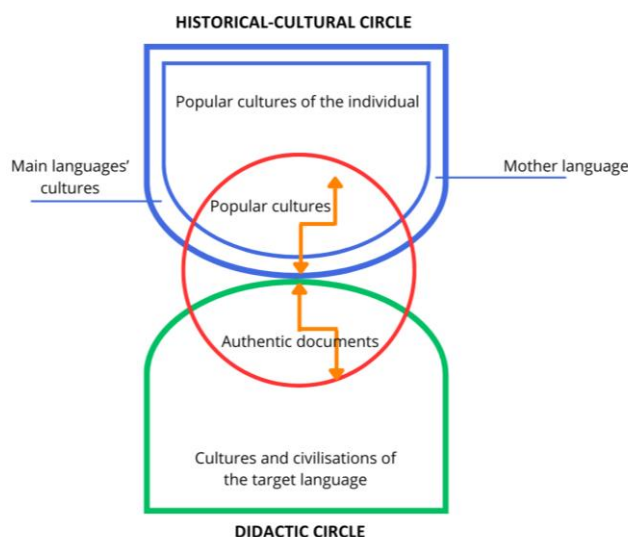 HISTORICAL-CULTURAL CIRCLE
Popular cultures of the individual
Main languages’
cultures
Mother language
Popular cultures
Authentic documents
Cultures and civilisations of
the target language
DIDACTIC CIRCLE